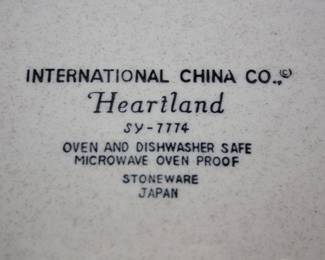 INTERNATIONAL CHINA CO.,©
Heartland
SY-7774
OVEN AND DISHWASHER SAFE
MICROWAVE OVEN PROOF
STONEWARE
JAPAN